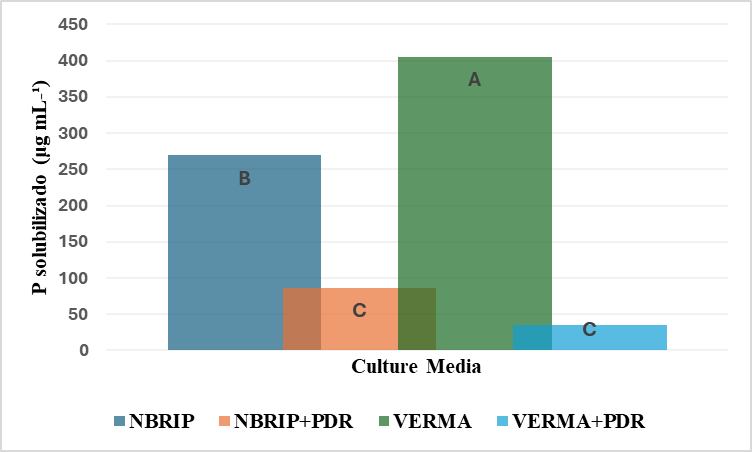 P solubilizado (µg mL-¹)
450
400
350
300
250
200
150
100
50
0
A
B
C
C
Culture Media
NBRIP NBRIP+PDR VERMA VERMA+PDR